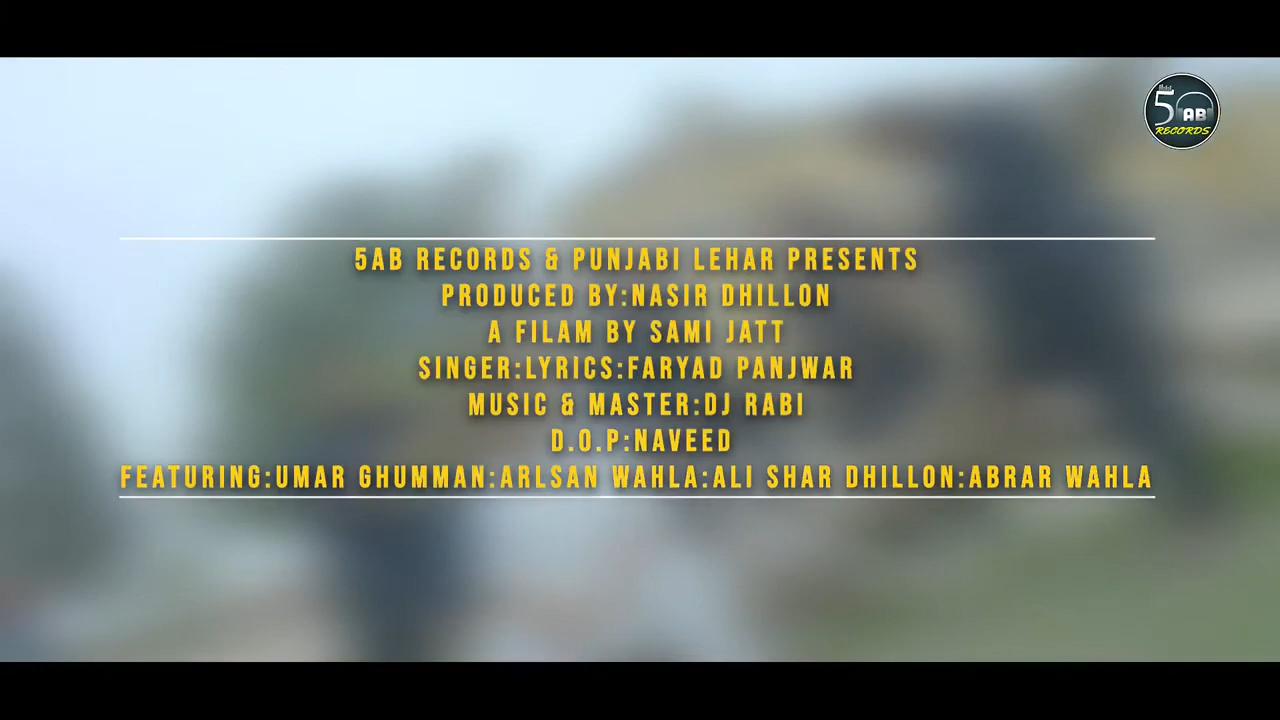 5AB RECORDS
5AB RECORDS & PUNJABI LEHAR PRESENTS
PRODUCED BY:NASIR DHILLON
A FILAM BY SAMI JATT
SINGER:LYRICS:FARYAD PANJWAR
MUSIC & MASTER:DJ RABI
D.O.P:NAVEED
FEATURING:UMAR GHUMMAN:ARLSAN WAHLA:ALI SHAR DHILLON:ABRAR WAHLA